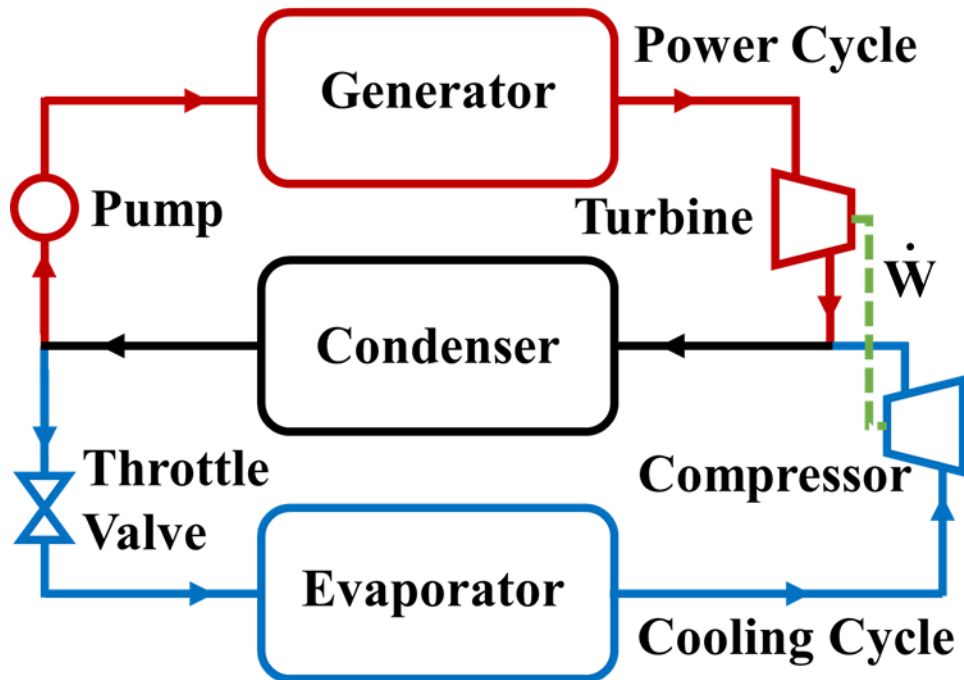 Power Cycle
Generator
Pump
Turbine
Ẇ
Condenser
Throttle
Valve
Compressor
Evaporator
Cooling Cycle